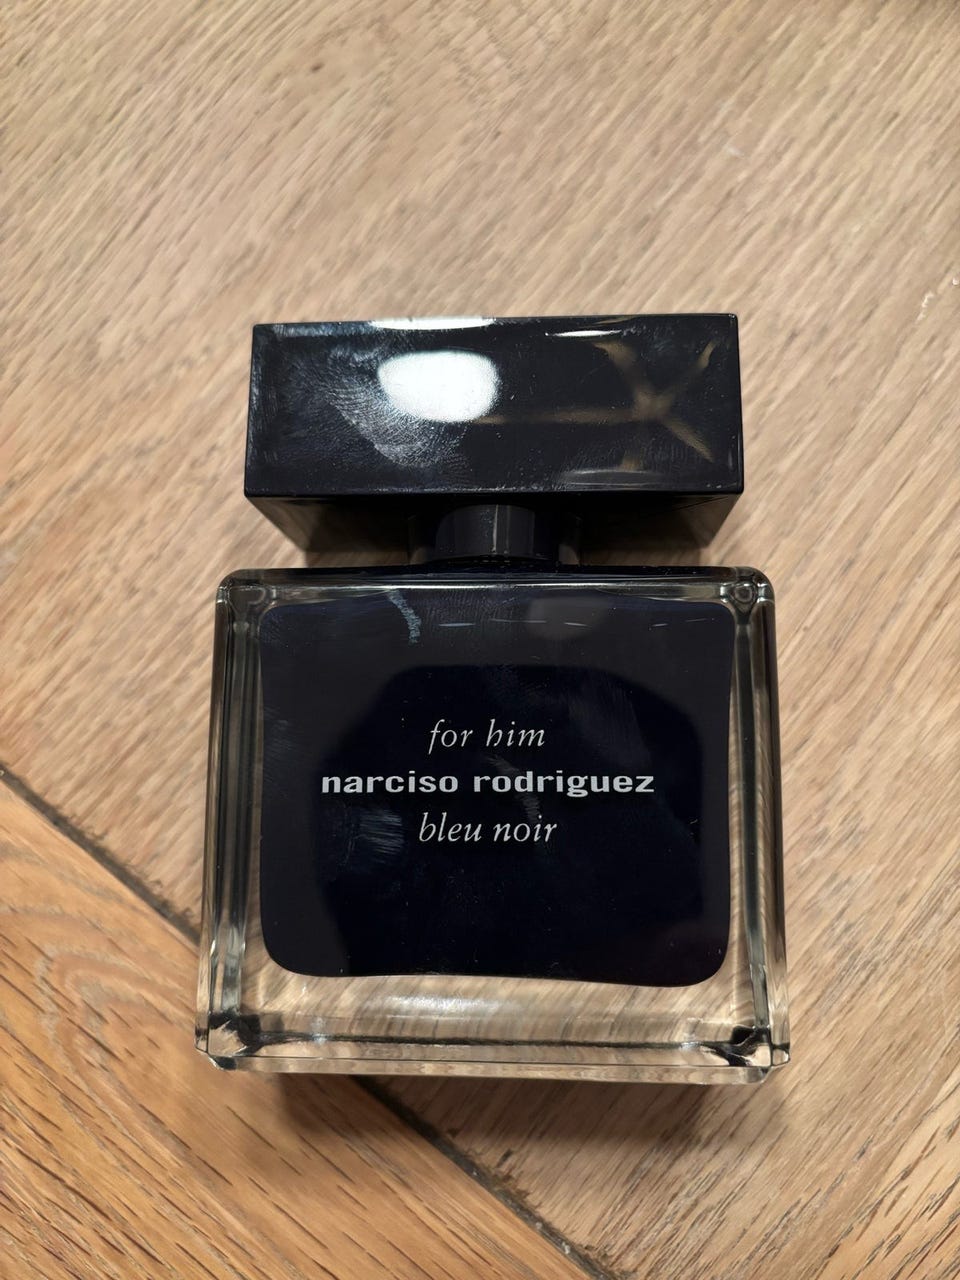 for him
narciso rodriguez
bleu noir